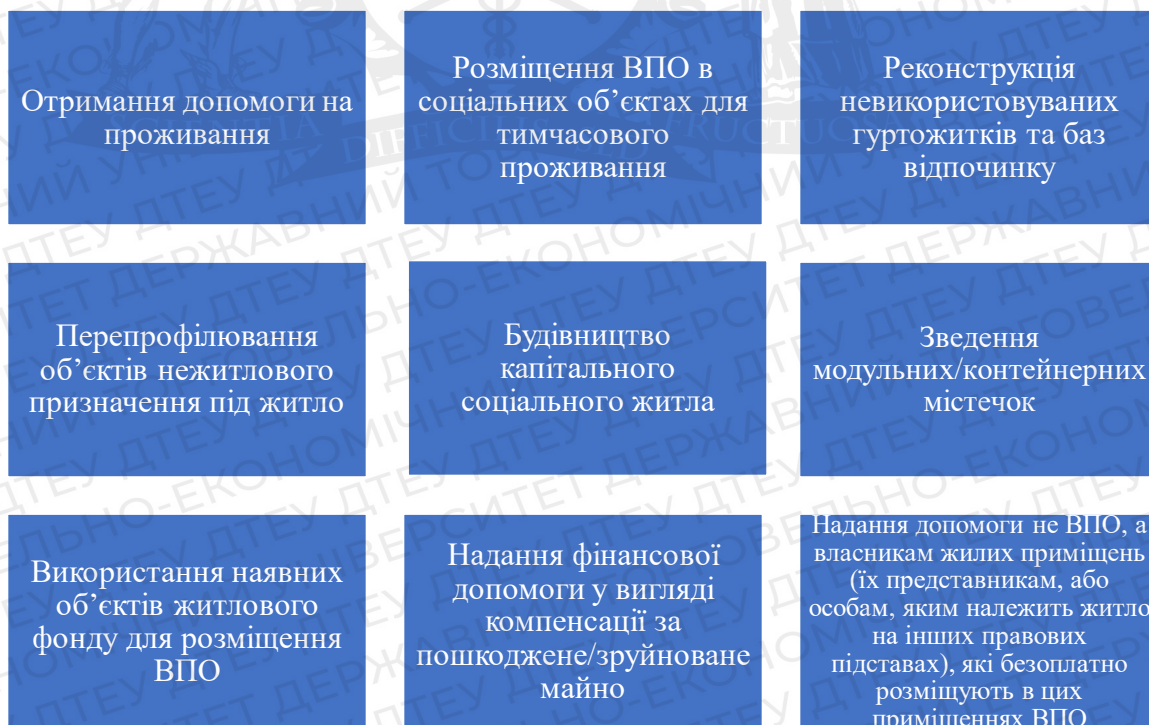 Отримання допомоги на
проживання
Розміщення ВПО в
соціальних об’єктах для
тимчасового
проживання
Реконструкція
невикористовуваних
гуртожитків та баз
відпочинку
Перепрофілювання
об’єктів нежитлового
призначення під житло
Будівництво
капітального
соціального житла
Зведення
модульних/контейнерних
містечок
Використання наявних
об’єктів житлового
фонду для розміщення
ВПО
Надання фінансової
допомоги у вигляді
компенсації за
пошкоджене/зруйноване
майно
Надання допомоги не ВПО, а
власникам жилих приміщень
(їх представникам, або
особам, яким належить житло
на інших правових
підставах), які безоплатно
розміщують в цих
приміщеннях ВПО